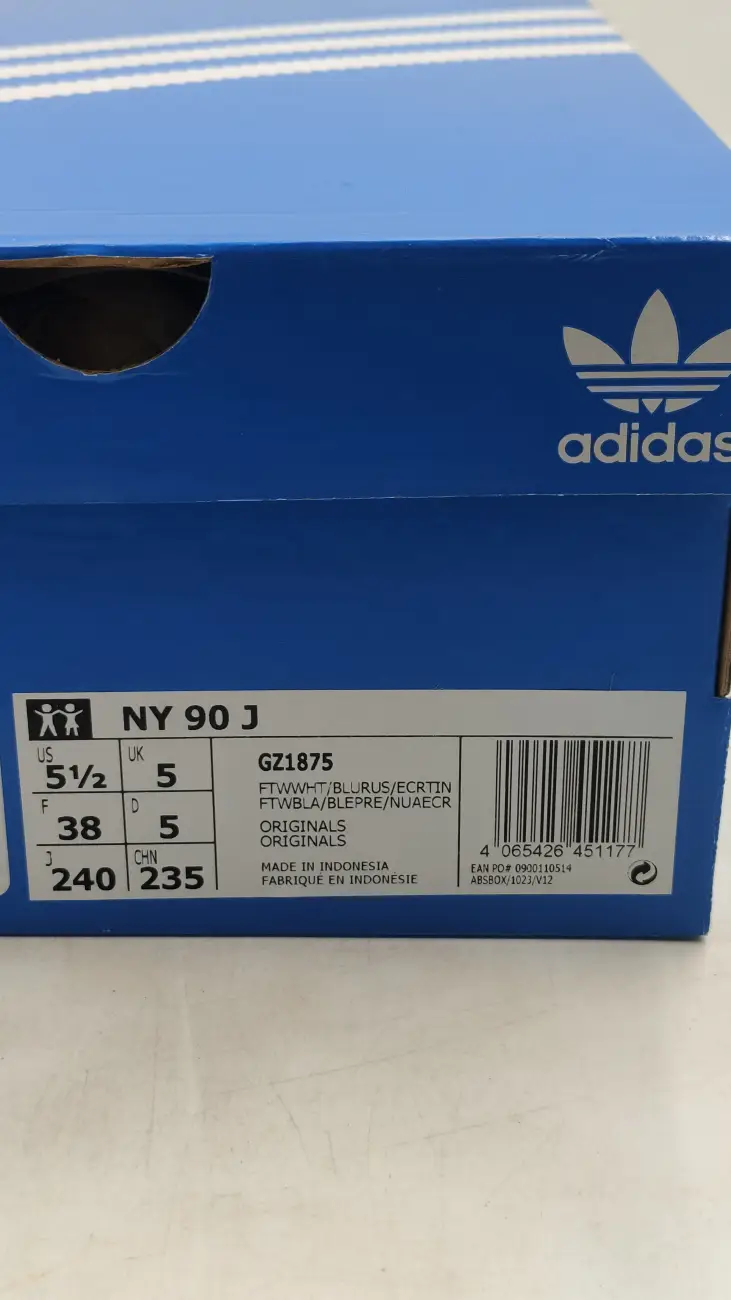 adidas
NY 90 J
US 5½ UK 5
F 38 D 5
J 240 CHN 235
GZ1875
FTWWHT/BLURUS/ECRTIN
FTWBLA/BLEPRE/NUAECR
ORIGINALS
ORIGINALS
MADE IN INDONESIA
FABRIQUÉ EN INDONÉSIE
4 065426 451177
EAN PO# 0900110514
ABSBOX/1023/V12